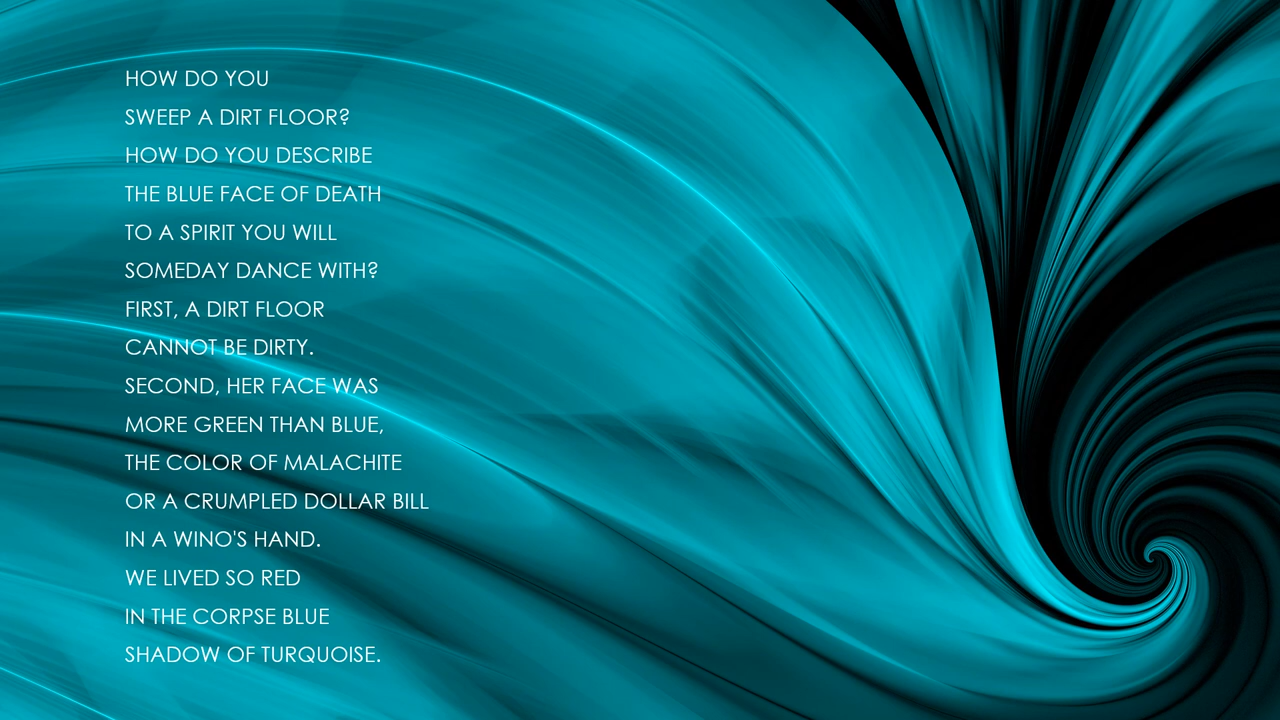 HOW DO YOU
SWEEP A DIRT FLOOR?
HOW DO YOU DESCRIBE
THE BLUE FACE OF DEATH
TO A SPIRIT YOU WILL
SOMEDAY DANCE WITH?
FIRST, A DIRT FLOOR
CANNOT BE DIRTY.
SECOND, HER FACE WAS
MORE GREEN THAN BLUE,
THE COLOR OF MALACHITE
OR A CRUMPLED DOLLAR BILL
IN A WINO'S HAND.
WE LIVED SO RED
IN THE CORPSE BLUE
SHADOW OF TURQUOISE.